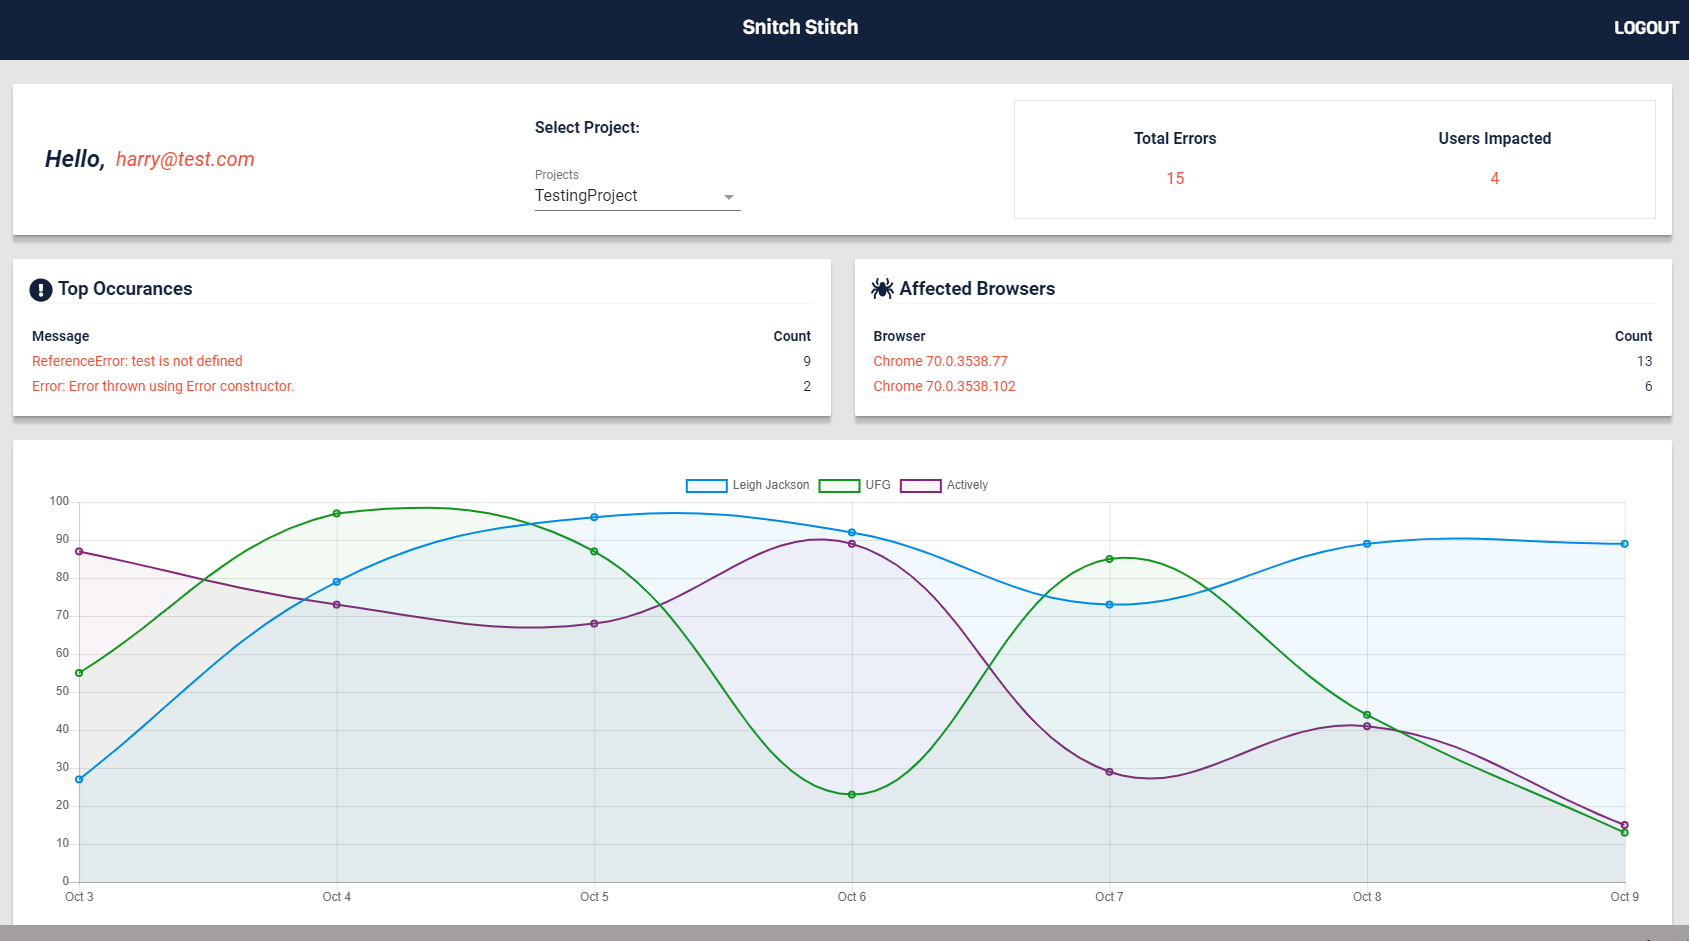 Snitch Stitch
LOGOUT
Hello, harry@test.com
Select Project:
Projects
TestingProject
Total Errors
Users Impacted
15
4
Top Occurances
Message
Count
ReferenceError: test is not defined
9
Error: Error thrown using Error constructor.
2
Affected Browsers
Browser
Count
Chrome 70.0.3538.77
13
Chrome 70.0.3538.102
6
Leigh Jackson
UFG
Actively
100
90
80
70
60
50
40
30
20
10
0
Oct 3
Oct 4
Oct 5
Oct 6
Oct 7
Oct 8
Oct 9